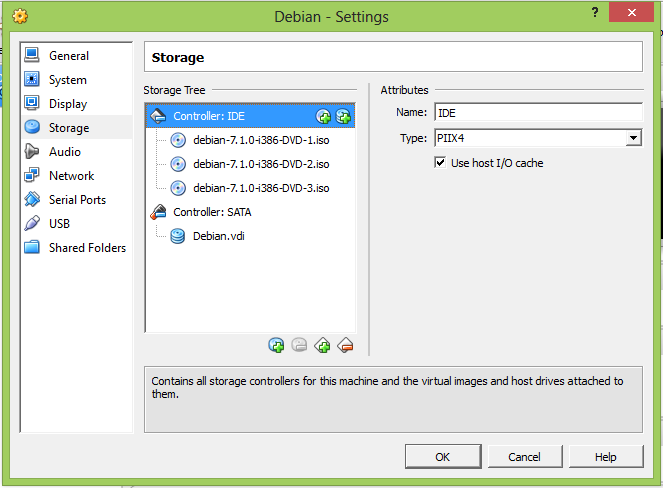 Debian - Settings
?
x
General
System
Display
Storage
Audio
Network
Serial Ports
USB
Shared Folders
Storage
Storage Tree
Controller: IDE
debian-7.1.0-i386-DVD-1.iso
debian-7.1.0-i386-DVD-2.iso
debian-7.1.0-i386-DVD-3.iso
Controller: SATA
Debian.vdi
Attributes
Name: IDE
Type: PIIX4
Use host I/O cache
Contains all storage controllers for this machine and the virtual images and host drives attached to
them.
OK Cancel Help